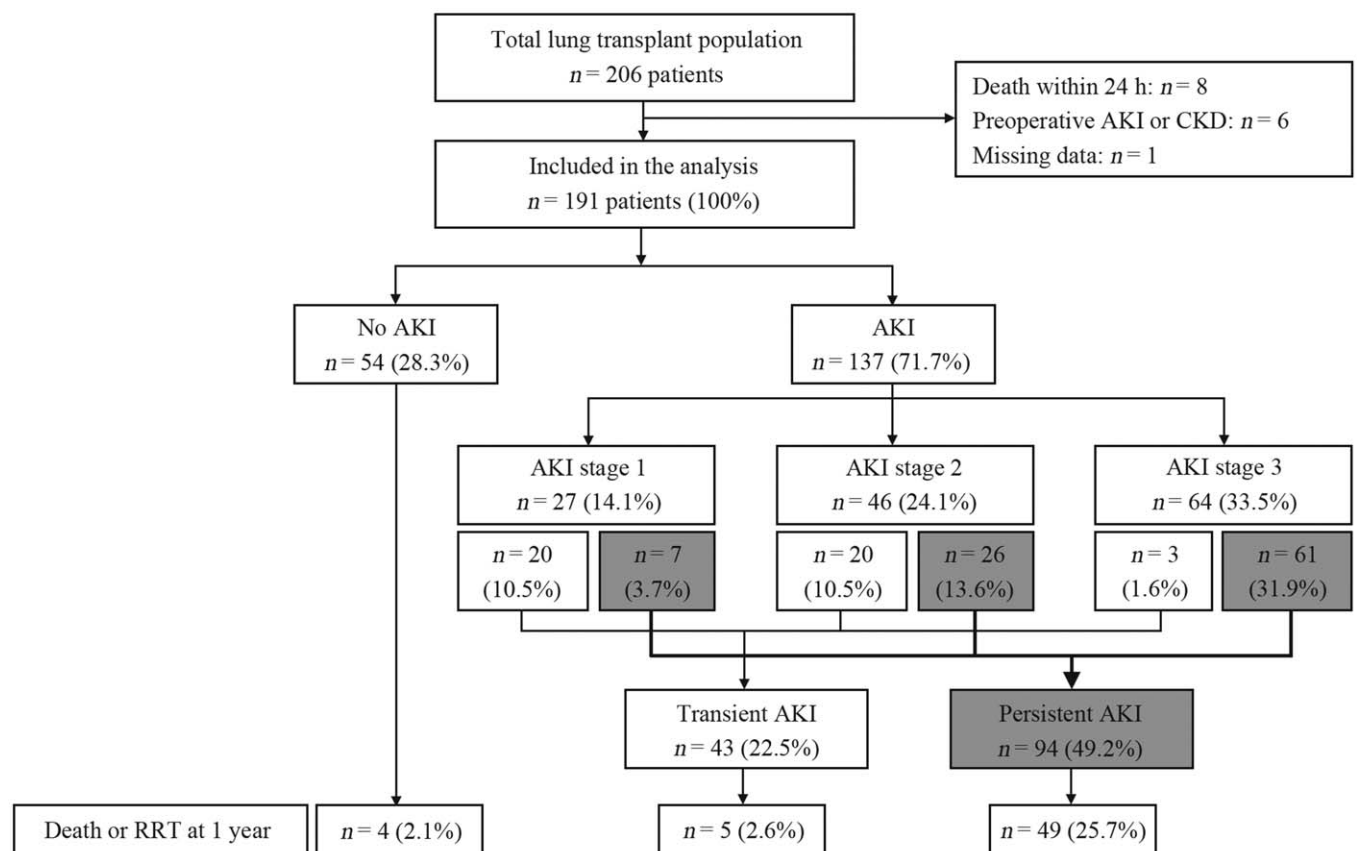 Total lung transplant population
n = 206 patients
Death within 24 h: n = 8
Preoperative AKI or CKD: n = 6
Missing data: n = 1
Included in the analysis
n = 191 patients (100%)
No AKI
n = 54 (28.3%)
AKI
n = 137 (71.7%)
AKI stage 1
n = 27 (14.1%)
AKI stage 2
n = 46 (24.1%)
AKI stage 3
n = 64 (33.5%)
n = 20
(10.5%)
n = 7
(3.7%)
n = 20
(10.5%)
n = 26
(13.6%)
n = 3
(1.6%)
n = 61
(31.9%)
Transient AKI
n = 43 (22.5%)
Persistent AKI
n = 94 (49.2%)
Death or RRT at 1 year
n = 4 (2.1%)
n = 5 (2.6%)
n = 49 (25.7%)